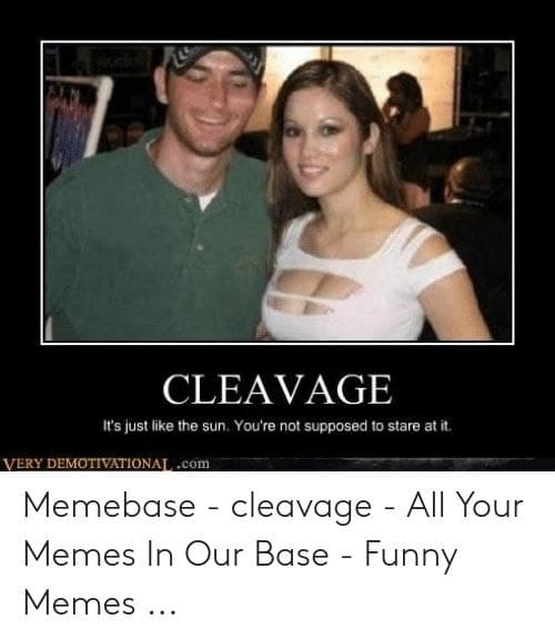 CLEAVAGE
It's just like the sun. You're not supposed to stare at it.
VERY DEMOTIVATIONAL .com
Memebase - cleavage - All Your
Memes In Our Base - Funny
Memes ...